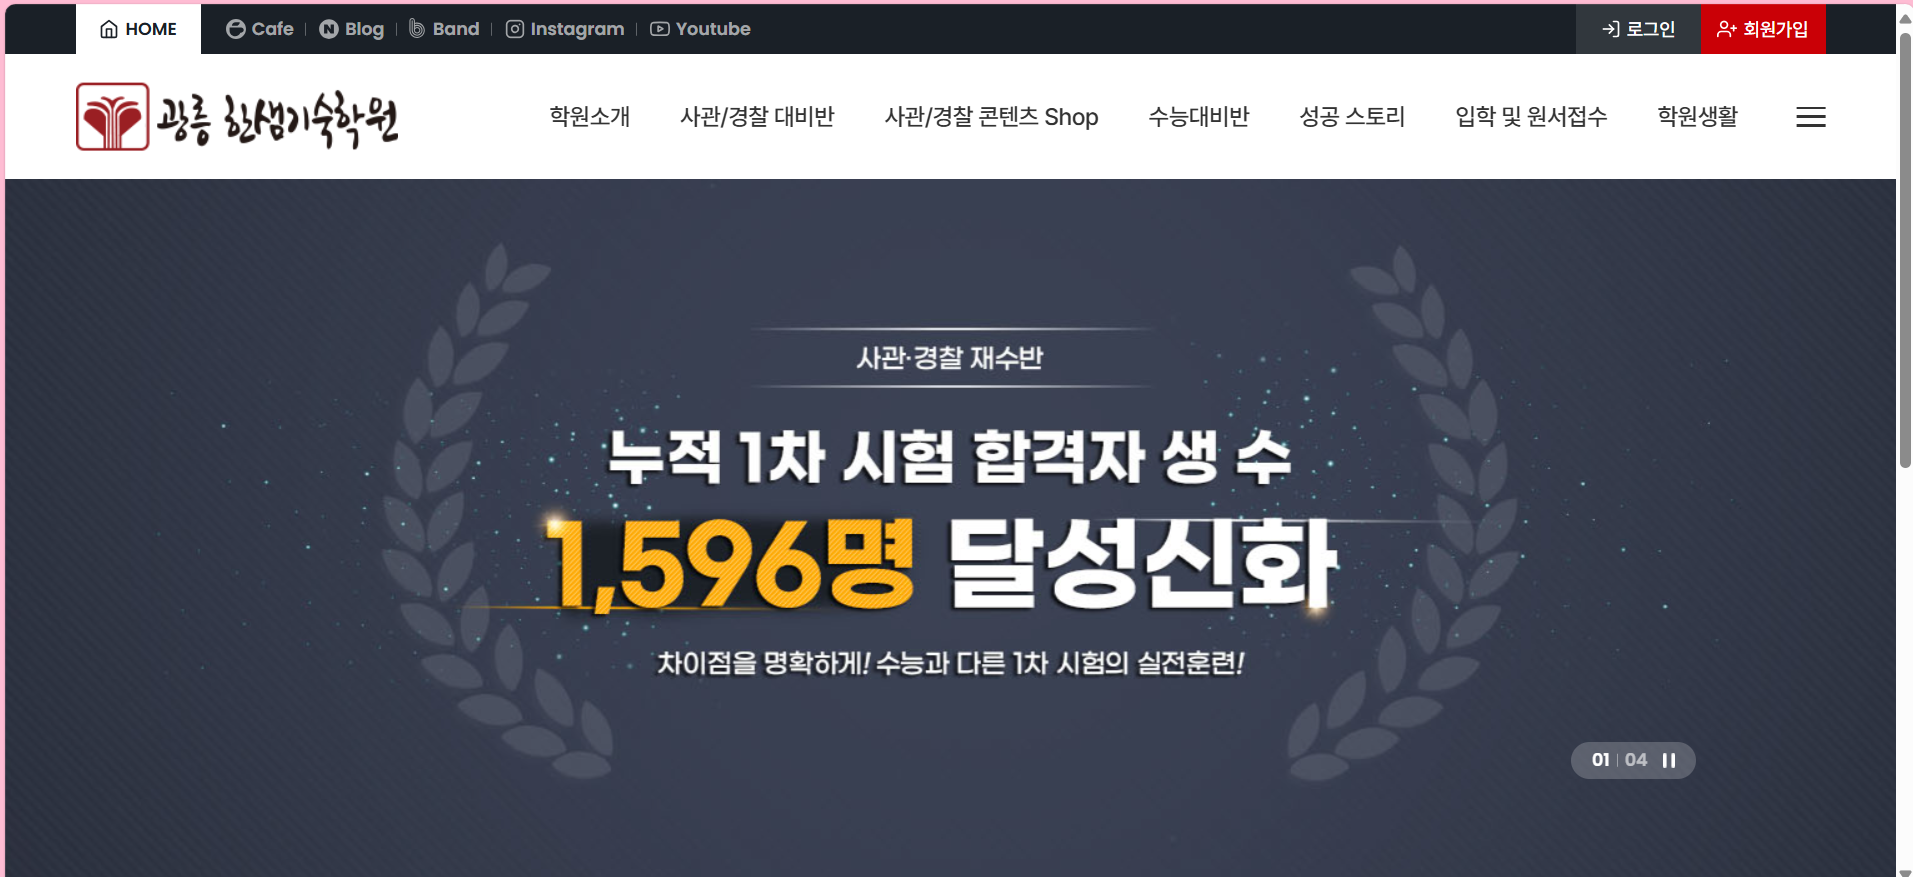 HOME Cafe Blog Band Instagram Youtube 로그인 회원가입
광릉 한샘기숙학원 학원소개 사관/경찰 대비반 사관/경찰 콘텐츠 Shop 수능대비반 성공 스토리 입학 및 원서접수 학원생활
사관·경찰 재수반
누적 1차 시험 합격자 생 수
1,596명 달성신화
차이점을 명확하게! 수능과 다른 1차 시험의 실전훈련!
01 04